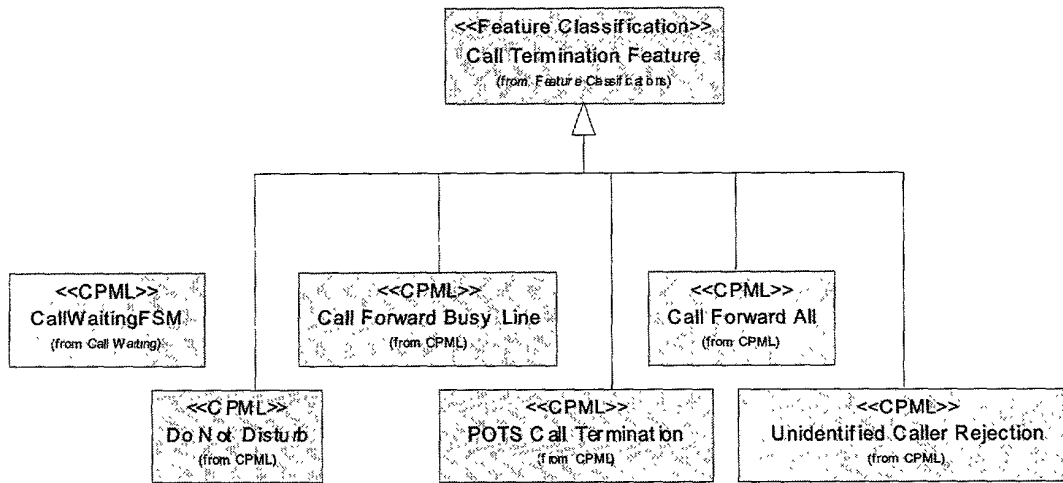 <<Feature Classification>>
Call Termination Feature
(from Feature Classifications)
<<CPML>>
CallWaitingFSM
(from Call Waiting)
<<CPML>>
Call Forward Busy Line
(from CPML)
<<CPML>>
Call Forward All
(from CPML)
<<CPML>>
Do Not Disturb
(from CPML)
<<CPML>>
POTS Call Termination
(from CPML)
<<CPML>>
Unidentified Caller Rejection
(from CPML)